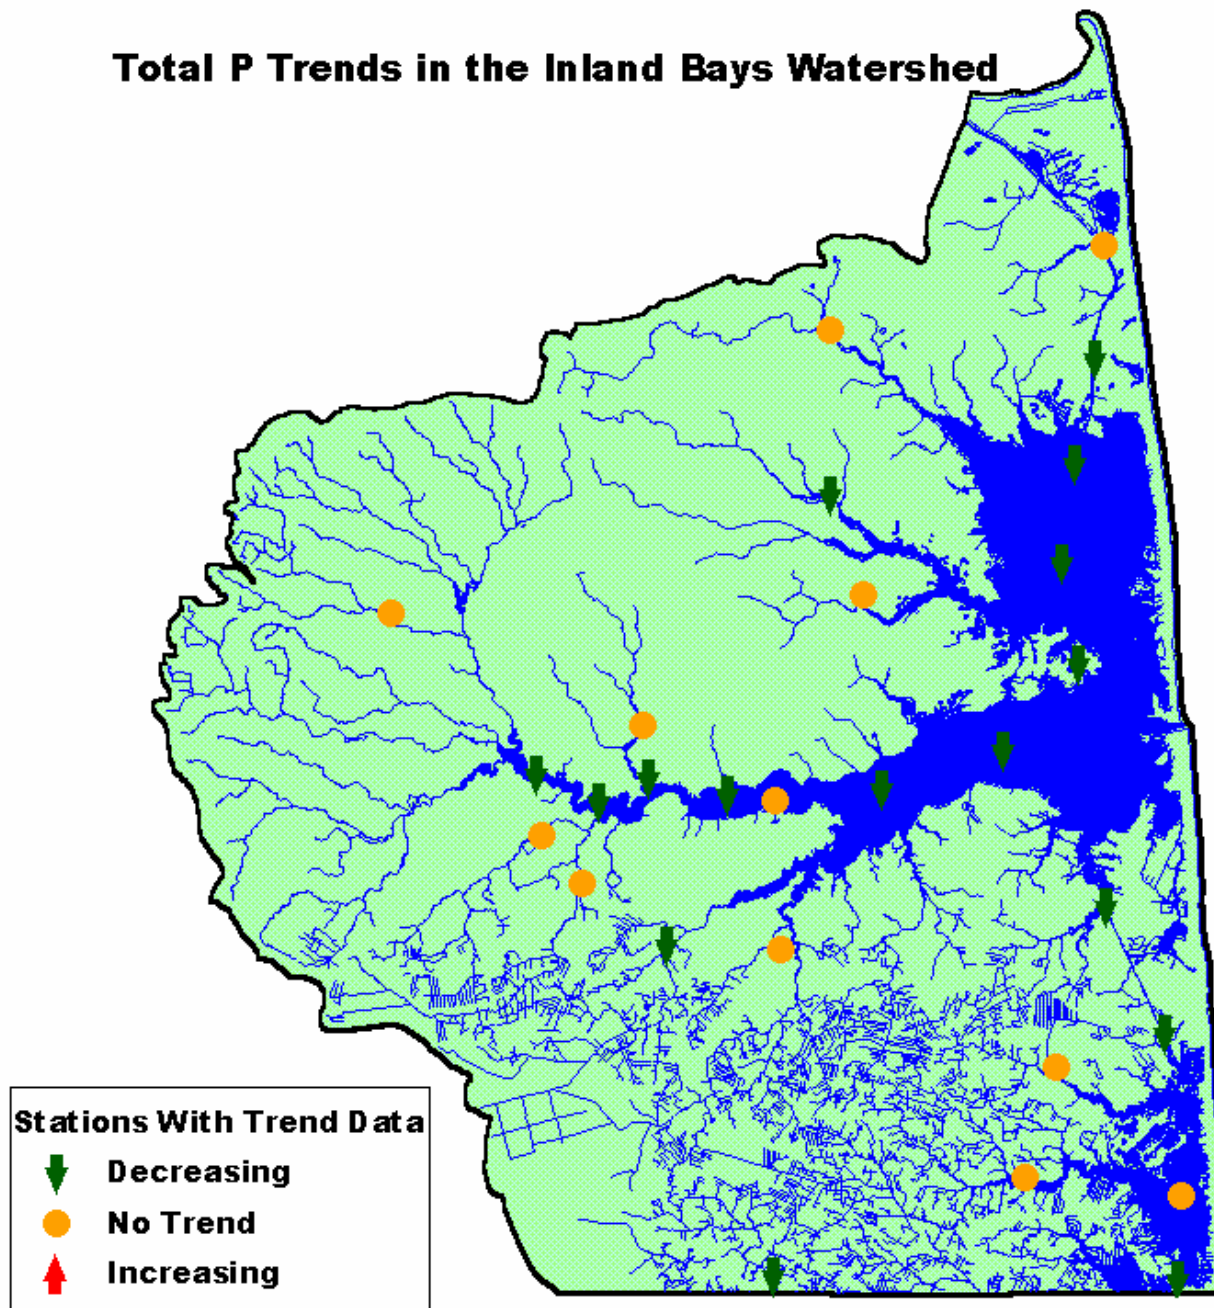 Total P Trends in the Inland Bays Watershed
Stations With Trend Data
Decreasing
No Trend
Increasing